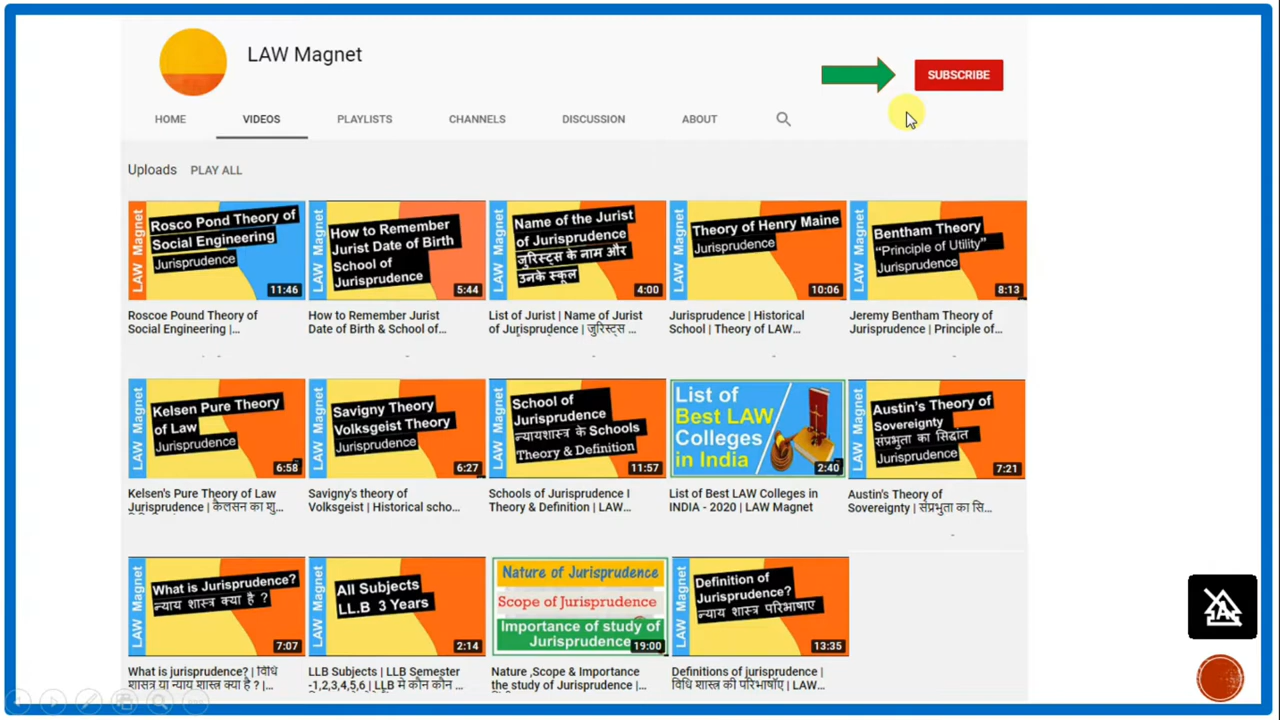 LAW Magnet
SUBSCRIBE
HOME VIDEOS PLAYLISTS CHANNELS DISCUSSION ABOUT
Uploads PLAY ALL
LAW Magnet
Rosco Pond Theory of
Social Engineering
Jurisprudence
11:46
Roscoe Pound Theory of
Social Engineering |...
LAW Magnet
How to Remember
Jurist Date of Birth
School of
Jurisprudence
5:44
How to Remember Jurist
Date of Birth & School of...
LAW Magnet
Name of the Jurist
of Jurisprudence
जुरिस्ट्स के नाम और
उनके स्कूल
4:00
List of Jurist | Name of Jurist
of Jurisprudence | जुरिस्ट्स ...
LAW Magnet
Theory of Henry Maine
Jurisprudence
10:06
Jurisprudence | Historical
School | Theory of LAW...
LAW Magnet
Bentham Theory
“Principle of Utility”
Jurisprudence
8:13
Jeremy Bentham Theory of
Jurisprudence | Principle of...
LAW Magnet
Kelsen Pure Theory
of Law
Jurisprudence
6:58
Kelsen's Pure Theory of Law
Jurisprudence | कैलसन का शु...
LAW Magnet
Savigny Theory
Volksgeist Theory
Jurisprudence
6:27
Savigny's theory of
Volksgeist | Historical scho...
LAW Magnet
School of
Jurisprudence
न्यायशास्त्र के Schools
Theory & Definition
11:57
Schools of Jurisprudence I
Theory & Definition | LAW...
List of
Best LAW
Colleges
in India
2:40
List of Best LAW Colleges in
INDIA - 2020 | LAW Magnet
LAW Magnet
Austin's Theory of
Sovereignty
संप्रभुता का सिद्धात
Jurisprudence
7:21
Austin's Theory of
Sovereignty | संप्रभुता का सि...
LAW Magnet
What is Jurisprudence?
न्याय शास्त्र क्या है ?
7:07
What is jurisprudence? | विधि
शासत्र या न्याय शास्त्र क्या है ? |...
LAW Magnet
All Subjects
LL.B 3 Years
2:14
LLB Subjects | LLB Semester
-1,2,3,4,5,6 | LLB मे कौन कौन ...
Nature of Jurisprudence
Scope of Jurisprudence
Importance of study of
Jurisprudence
19:00
Nature ,Scope & Importance
the study of Jurisprudence |
LAW Magnet
Definition of
Jurisprudence?
न्याय शास्त्र परिभाषाए
13:35
Definitions of jurisprudence |
विधि शास्त्र की परिभाषाएँ | LAW...